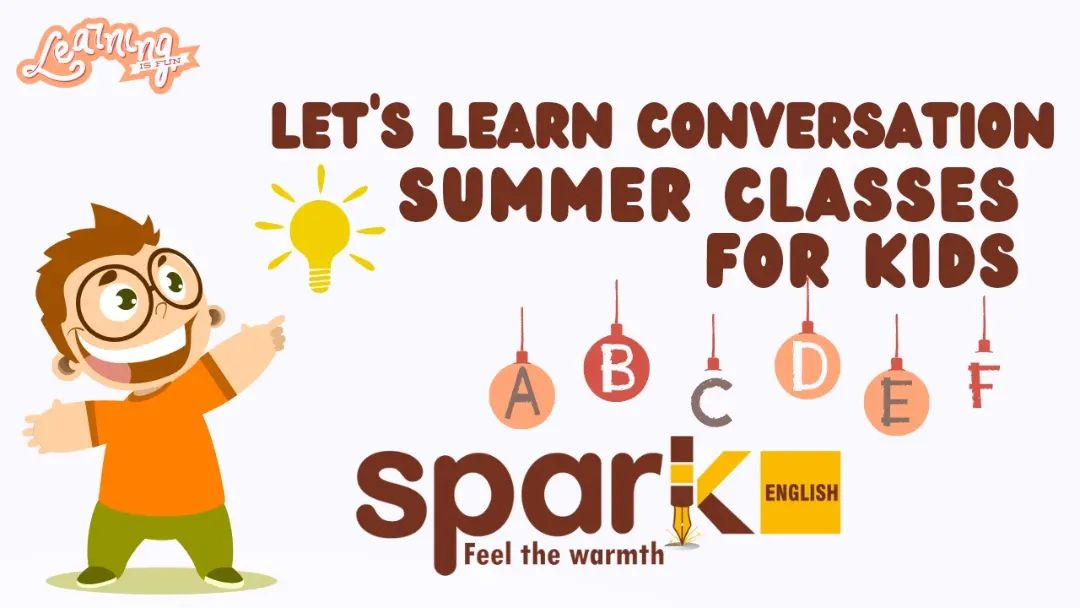 Learning
IS FUN
LET'S LEARN CONVERSATION
SUMMER CLASSES
FOR KIDS
A B C D E F
spark ENGLISH
Feel the warmth